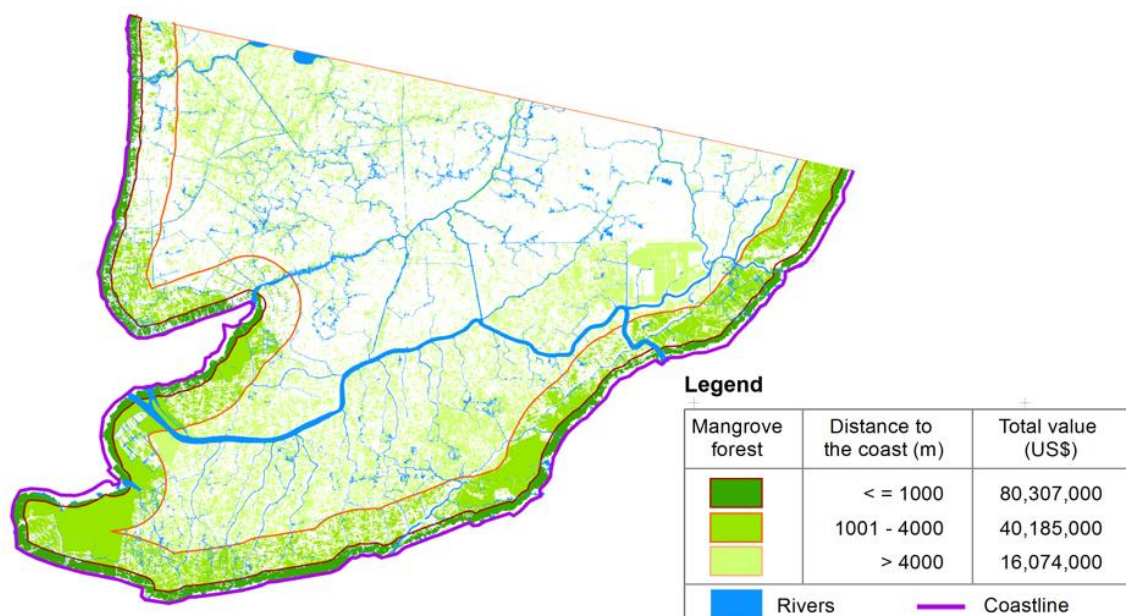 Legend
Mangrove forest
Distance to the coast (m)
Total value (US$)
< = 1000
80,307,000
1001 - 4000
40,185,000
> 4000
16,074,000
Rivers
Coastline